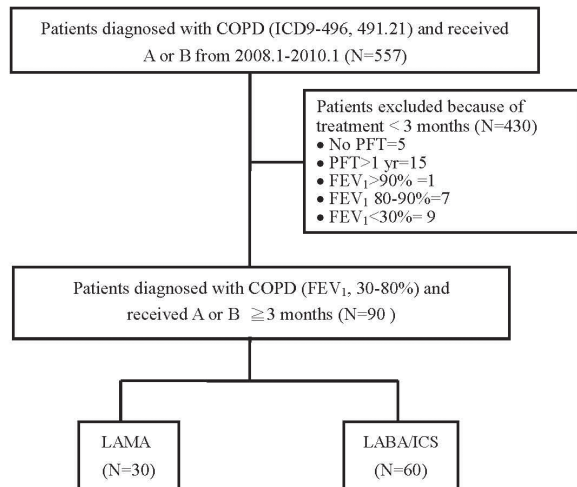 Patients diagnosed with COPD (ICD9-496, 491.21) and received
A or B from 2008.1-2010.1 (N=557)
Patients excluded because of
treatment < 3 months (N=430)
● No PFT=5
● PFT>1 yr=15
● FEV₁>90% =1
● FEV₁ 80-90%=7
● FEV₁<30%= 9
Patients diagnosed with COPD (FEV₁, 30-80%) and
received A or B ≧3 months (N=90 )
LAMA
(N=30)
LABA/ICS
(N=60)